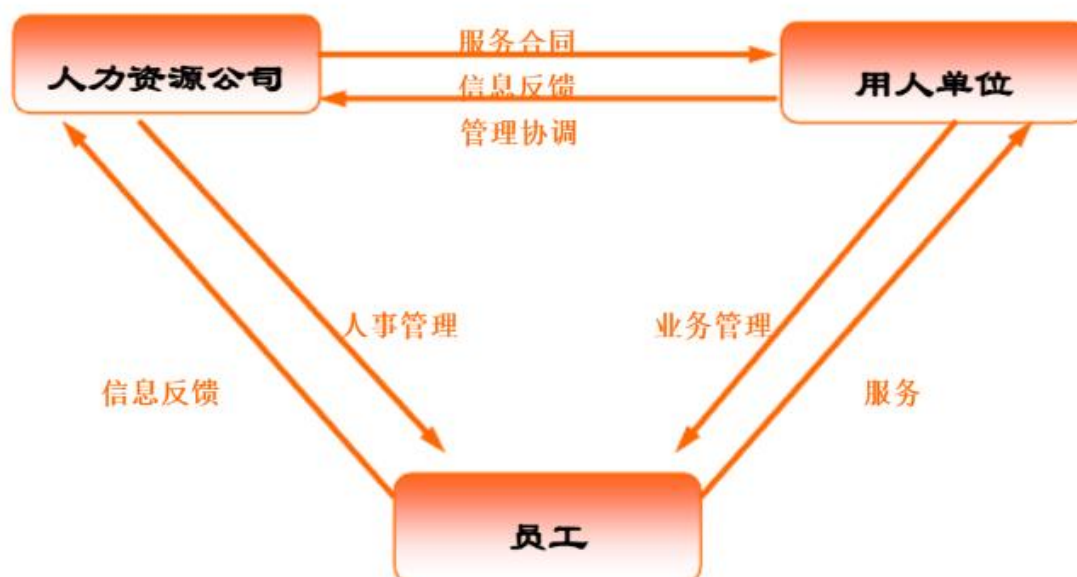 人力资源公司
服务合同
信息反馈
管理协调
用人单位
人事管理
业务管理
信息反馈
服务
员工